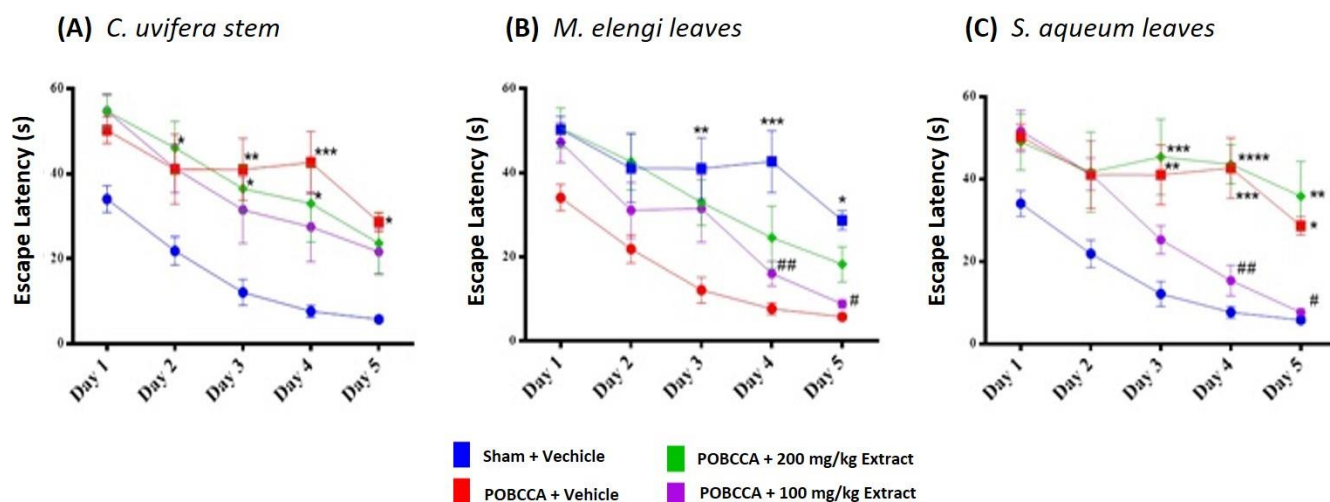 (A) C. uvifera stem
(B) M. elengi leaves
(C) S. aqueum leaves
Escape Latency (s)
60
40
20
0
*
**
*
***
*
*
Day 1
Day 2
Day 3
Day 4
Day 5
Escape Latency (s)
60
40
20
0
**
***
*
##
#
Day 1
Day 2
Day 3
Day 4
Day 5
Escape Latency (s)
60
40
20
0
***
**
****
***
**
*
##
#
Day 1
Day 2
Day 3
Day 4
Day 5
Sham + Vechicle
POBCCA + 200 mg/kg Extract
POBCCA + Vehicle
POBCCA + 100 mg/kg Extract